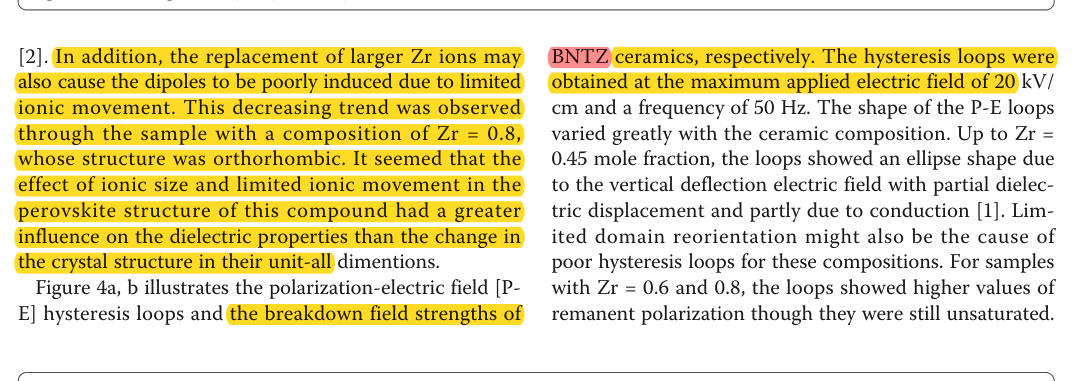 [2]. In addition, the replacement of larger Zr ions may
also cause the dipoles to be poorly induced due to limited
ionic movement. This decreasing trend was observed
through the sample with a composition of Zr = 0.8,
whose structure was orthorhombic. It seemed that the
effect of ionic size and limited ionic movement in the
perovskite structure of this compound had a greater
influence on the dielectric properties than the change in
the crystal structure in their unit-all dimentions.
Figure 4a, b illustrates the polarization-electric field [P-
E] hysteresis loops and the breakdown field strengths of
BNTZ ceramics, respectively. The hysteresis loops were
obtained at the maximum applied electric field of 20 kV/
cm and a frequency of 50 Hz. The shape of the P-E loops
varied greatly with the ceramic composition. Up to Zr =
0.45 mole fraction, the loops showed an ellipse shape due
to the vertical deflection electric field with partial dielec-
tric displacement and partly due to conduction [1]. Lim-
ited domain reorientation might also be the cause of
poor hysteresis loops for these compositions. For samples
with Zr = 0.6 and 0.8, the loops showed higher values of
remanent polarization though they were still unsaturated.